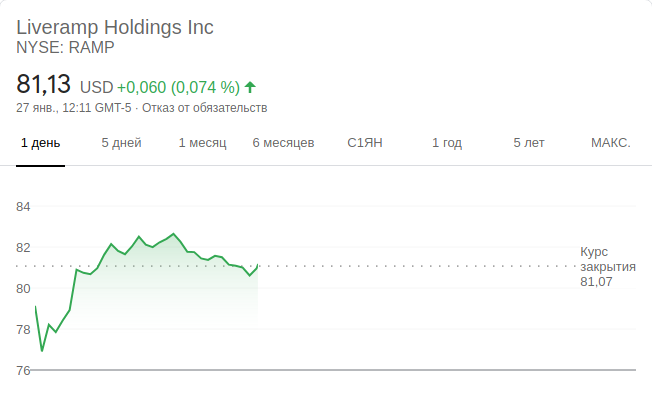 Liveramp Holdings Inc
NYSE: RAMP
81,13 USD +0,060 (0,074 %)
27 янв., 12:11 GMT-5 · Отказ от обязательств
1 день 5 дней 1 месяц 6 месяцев С1ЯН 1 год 5 лет МАКС.
84
82
Курс
закрытия
81,07
80
78
76